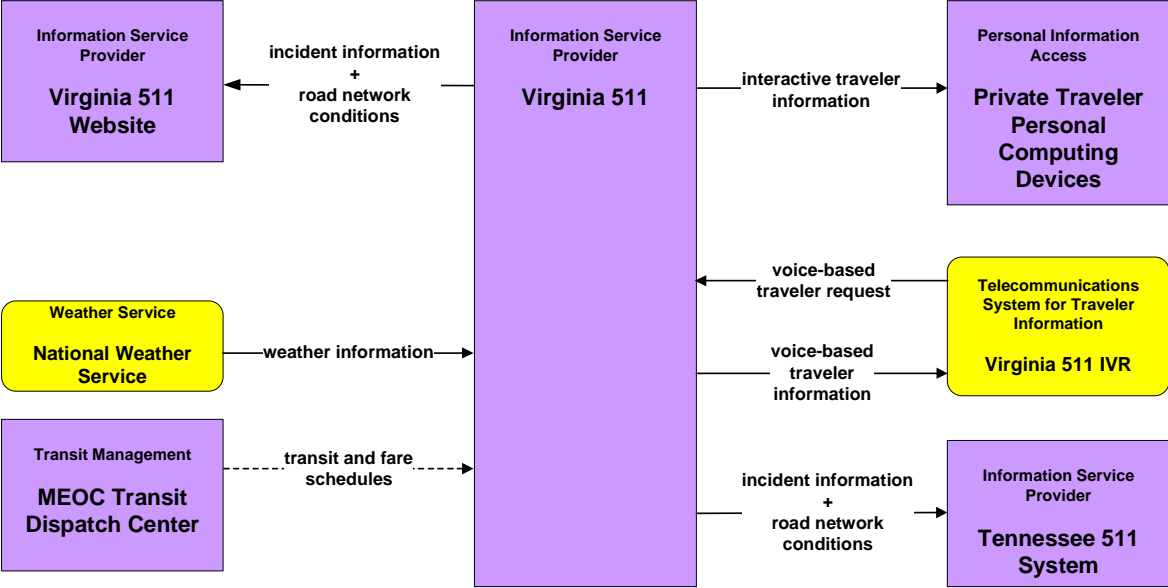 Information Service
Provider
Virginia 511
Website
incident information
+
road network
conditions
Information Service
Provider
Virginia 511
interactive traveler
information
Personal Information
Access
Private Traveler
Personal
Computing
Devices
Weather Service
National Weather
Service
weather information
voice-based
traveler request
voice-based
traveler
information
Telecommunications
System for Traveler
Information
Virginia 511 IVR
Transit Management
MEOC Transit
Dispatch Center
transit and fare
schedules
incident information
+
road network
conditions
Information Service
Provider
Tennessee 511
System